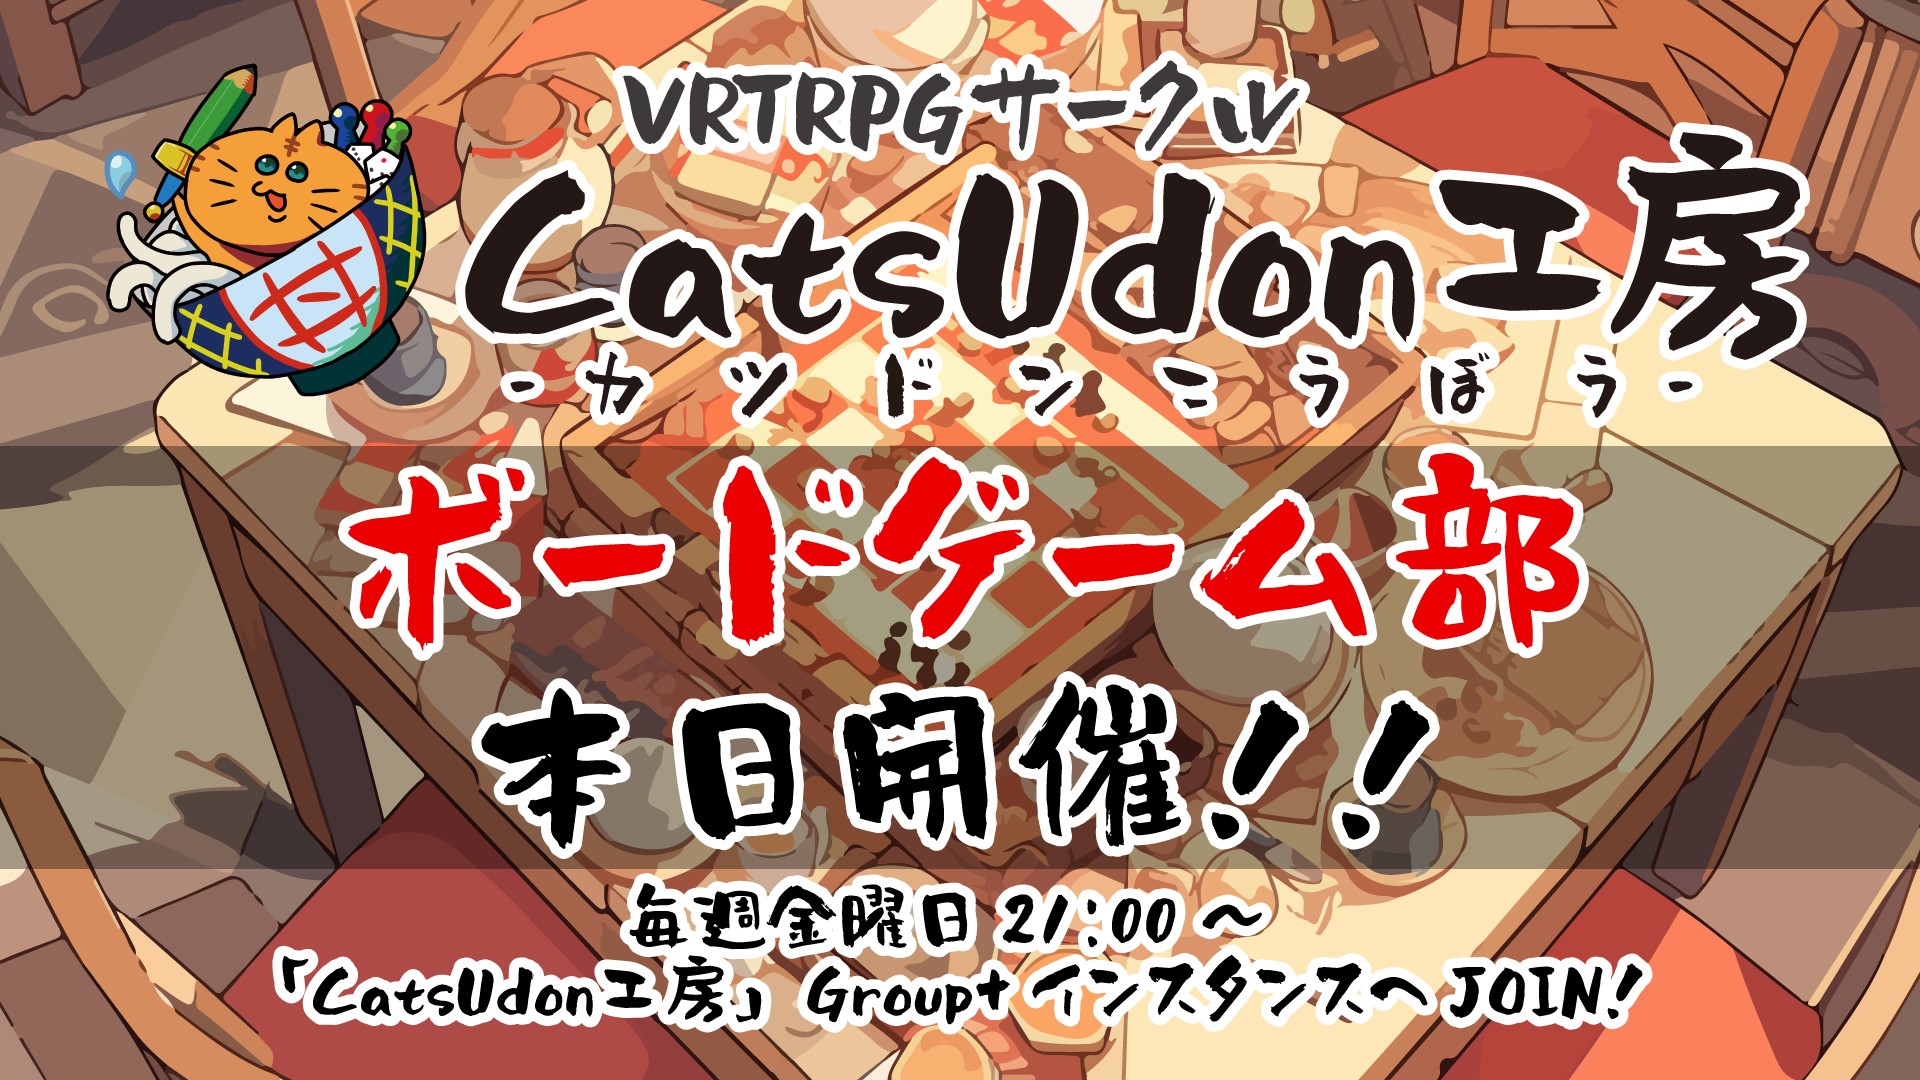 VRTRPGサークル
CatsUdon工房
-カツドンこうぼう-
ボードゲーム部
本日開催!!
毎週金曜日 21:00 ～
「CatsUdon工房」 Group+ インスタンスへ JOIN!